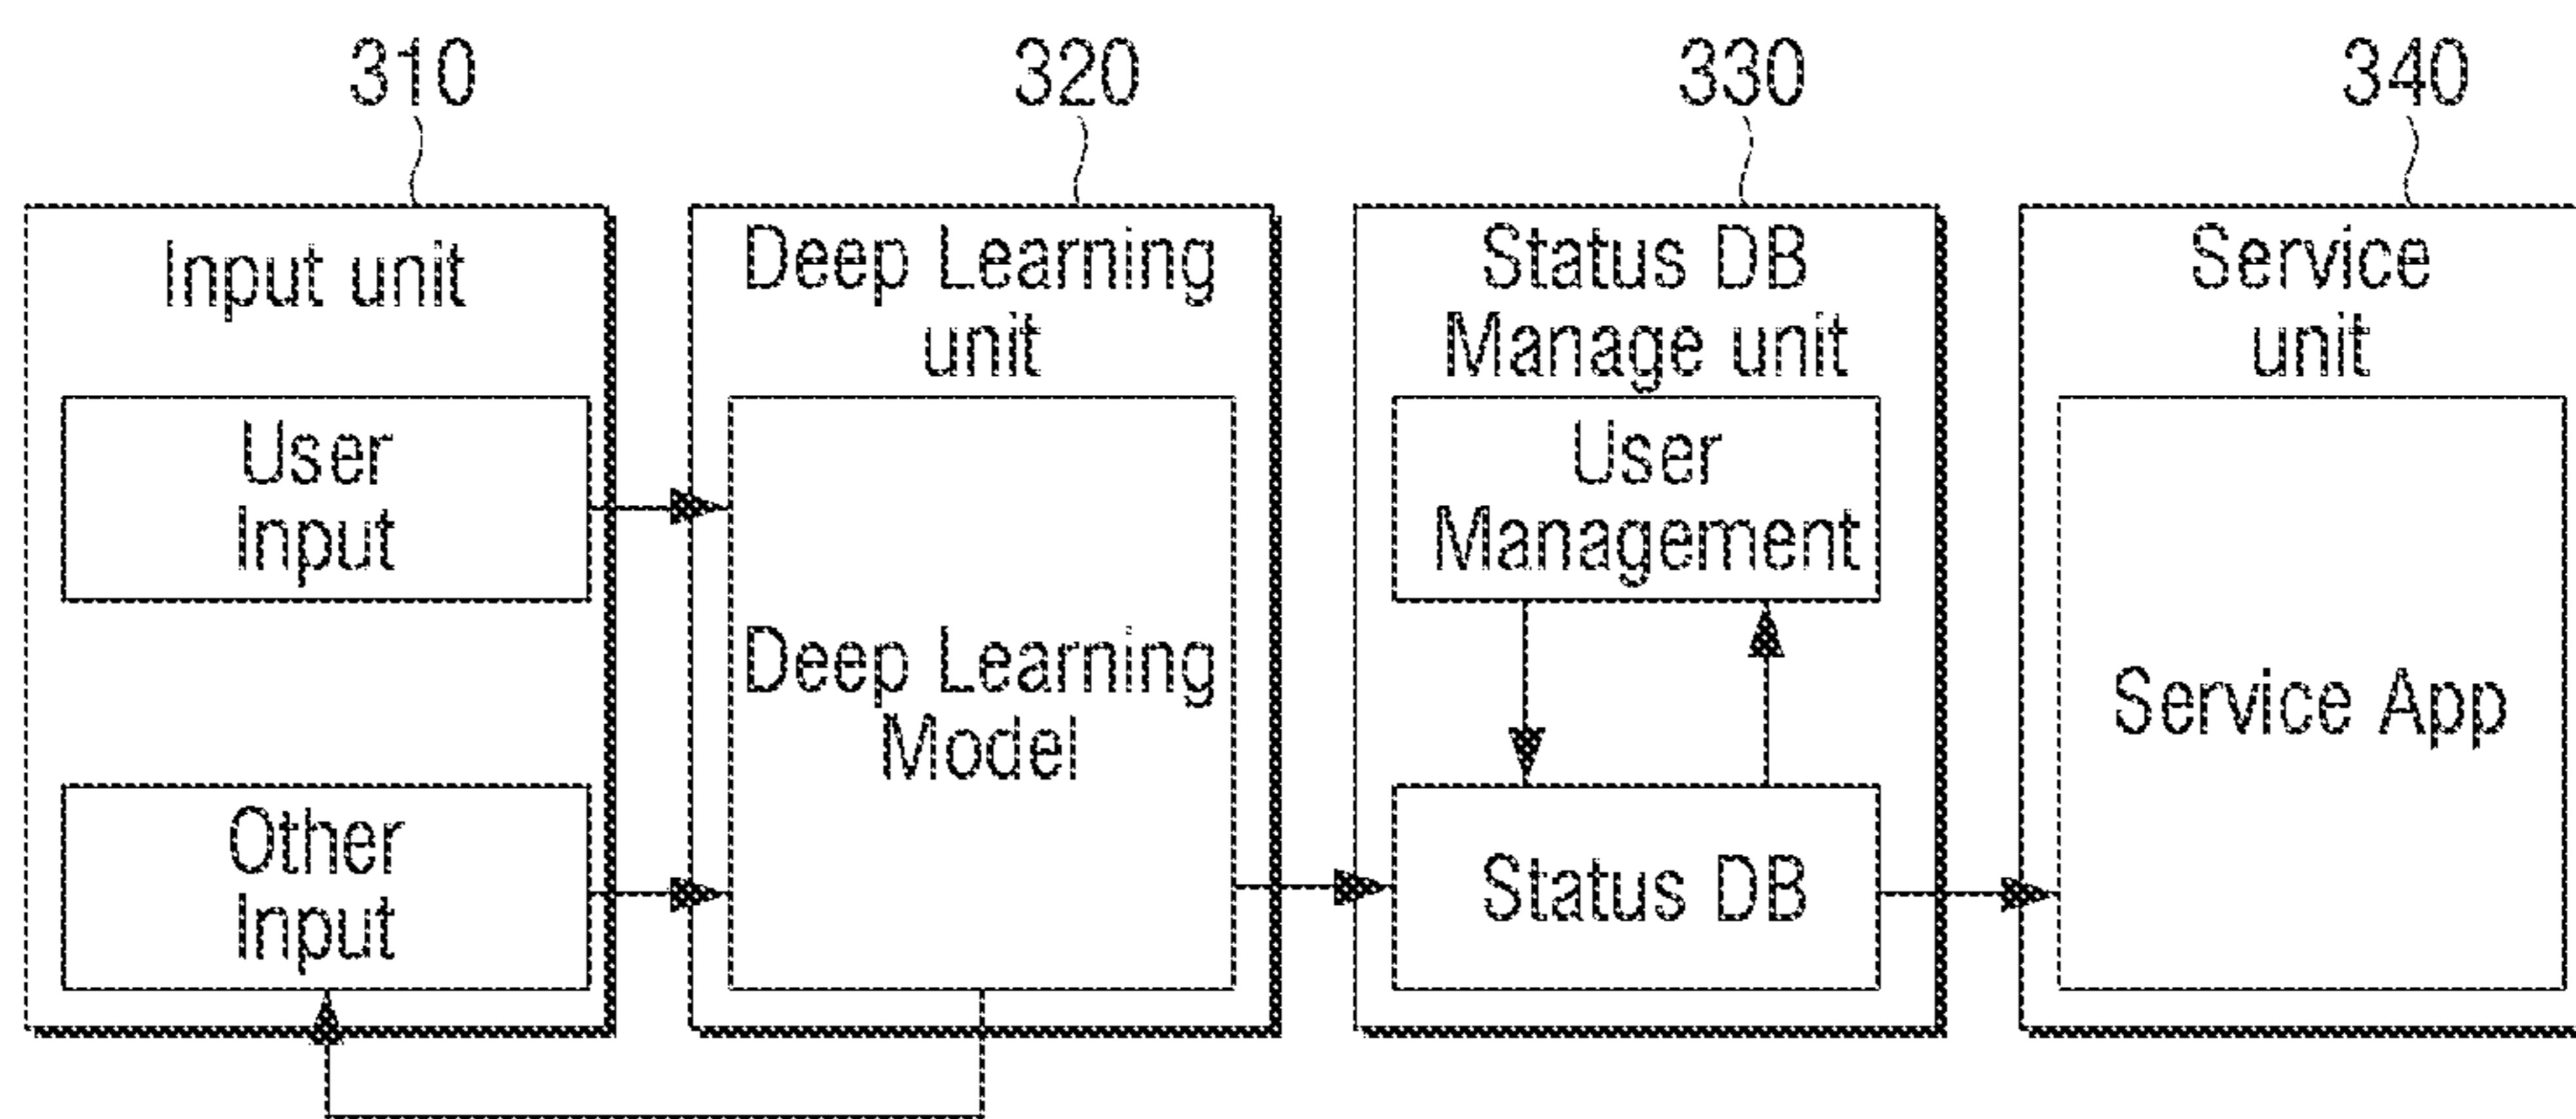 310
320
330
340
Input unit
User
Input
Other
Input
Deep Learning
unit
Deep Learning
Model
Status DB
Manage unit
User
Management
Status DB
Service
unit
Service App